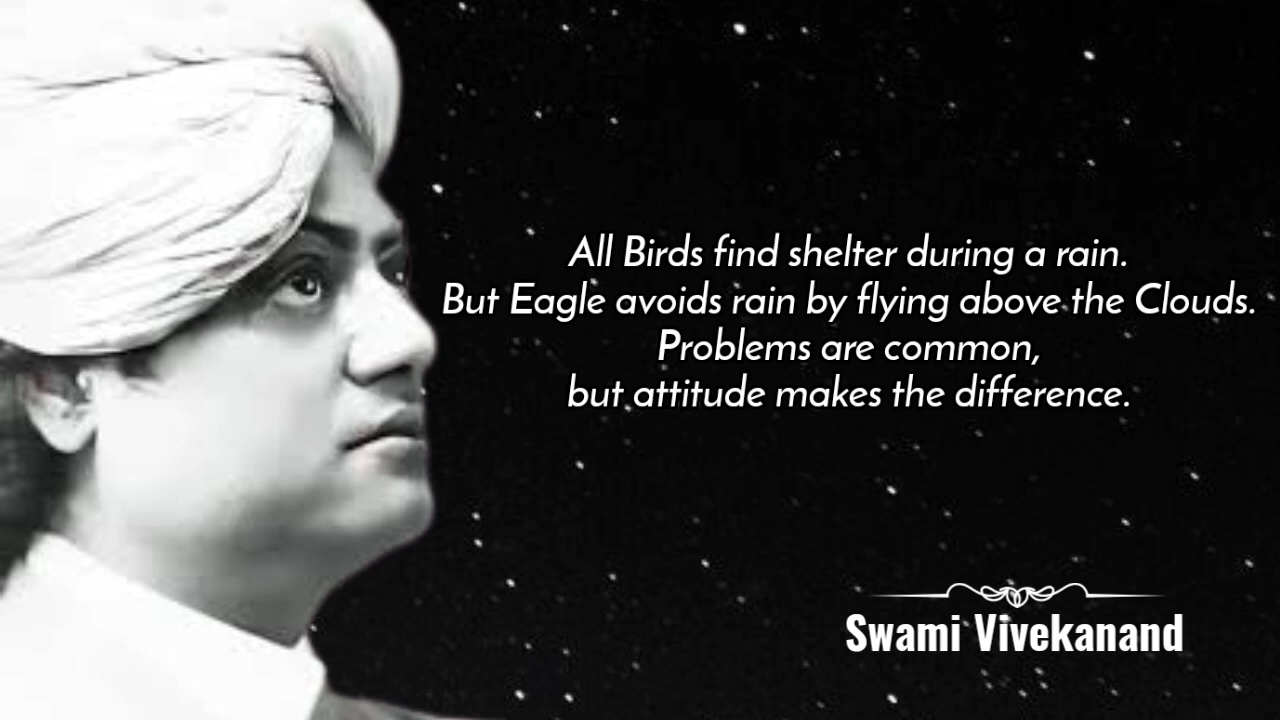 All Birds find shelter during a rain.
But Eagle avoids rain by flying above the Clouds.
Problems are common,
but attitude makes the difference.
Swami Vivekanand